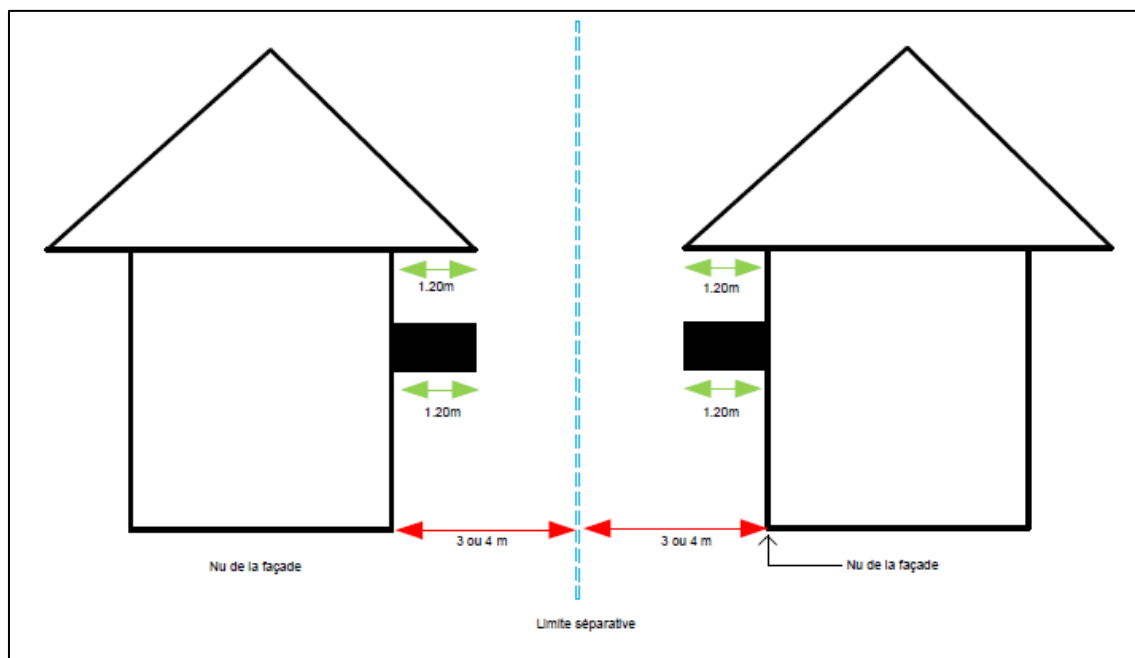 1.20m
1.20m
1.20m
1.20m
3 ou 4 m
3 ou 4 m
Nu de la façade
Nu de la façade
Limite séparative